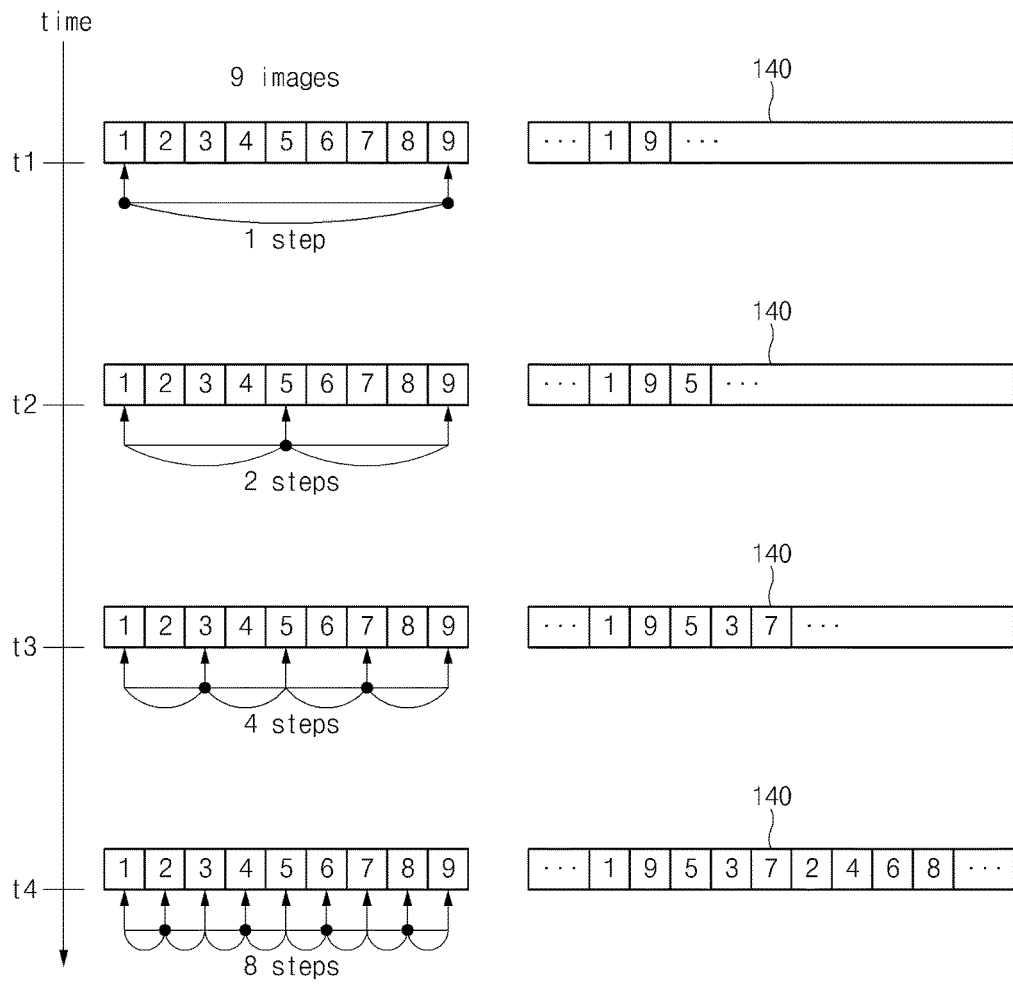 time
9 images
140
1 2 3 4 5 6 7 8 9
··· 1 9 ···
t1
1 step
140
1 2 3 4 5 6 7 8 9
··· 1 9 5 ···
t2
2 steps
140
1 2 3 4 5 6 7 8 9
··· 1 9 5 3 7 ···
t3
4 steps
140
1 2 3 4 5 6 7 8 9
··· 1 9 5 3 7 2 4 6 8 ···
t4
8 steps